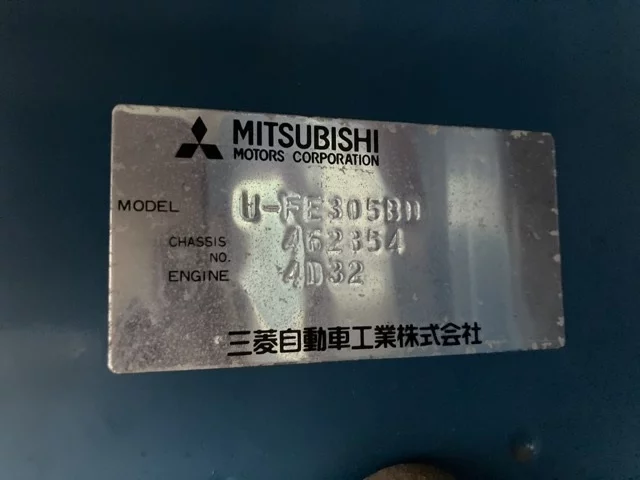 MITSUBISHI
MOTORS CORPORATION
MODEL U-FE305BD
CHASSIS NO. 462354
ENGINE 4D32
三菱自動車工業株式会社